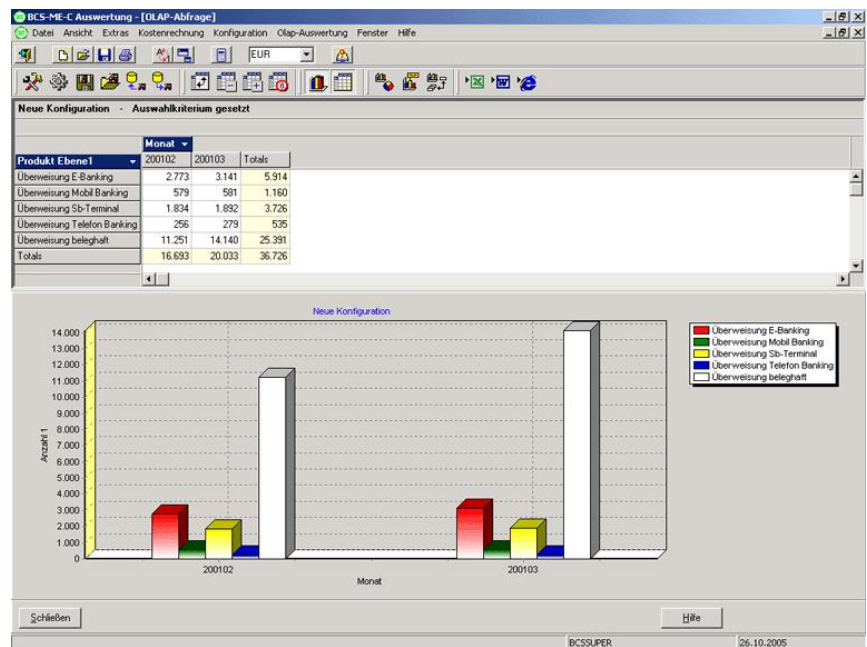 BCS-ME-C Auswertung - [OLAP-Abfrage]
Datei Ansicht Extras Kostenrechnung Konfiguration Olap-Auswertung Fenster Hilfe
EUR
Neue Konfiguration - Auswahlkriterium gesetzt
Monat
Produkt Ebene1 200102 200103 Totals
Überweisung E-Banking 2.773 3.141 5.914
Überweisung Mobil Banking 579 581 1.160
Überweisung Sb-Terminal 1.834 1.892 3.726
Überweisung Telefon Banking 256 279 535
Überweisung beleghaft 11.251 14.140 25.391
Totals 16.693 20.033 36.726
Neue Konfiguration
14.000
13.000
12.000
11.000
10.000
9.000
8.000
7.000
6.000
5.000
4.000
3.000
2.000
1.000
0
Anzahl 1
200102 200103
Monat
Überweisung E-Banking
Überweisung Mobil Banking
Überweisung Sb-Terminal
Überweisung Telefon Banking
Überweisung beleghaft
Schließen Hilfe
BCSSUPER 26.10.2005